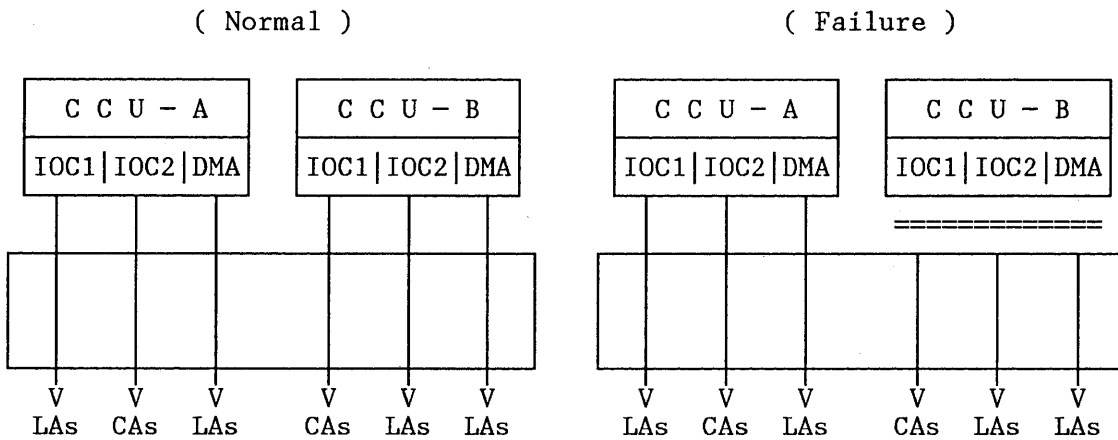 ( Normal ) ( Failure )
C C U - A C C U - B C C U - A C C U - B
IOC1|IOC2|DMA IOC1|IOC2|DMA IOC1|IOC2|DMA IOC1|IOC2|DMA
=============
V V V V V V V V V V V V
LAs CAs LAs CAs LAs LAs LAs CAs LAs CAs LAs LAs